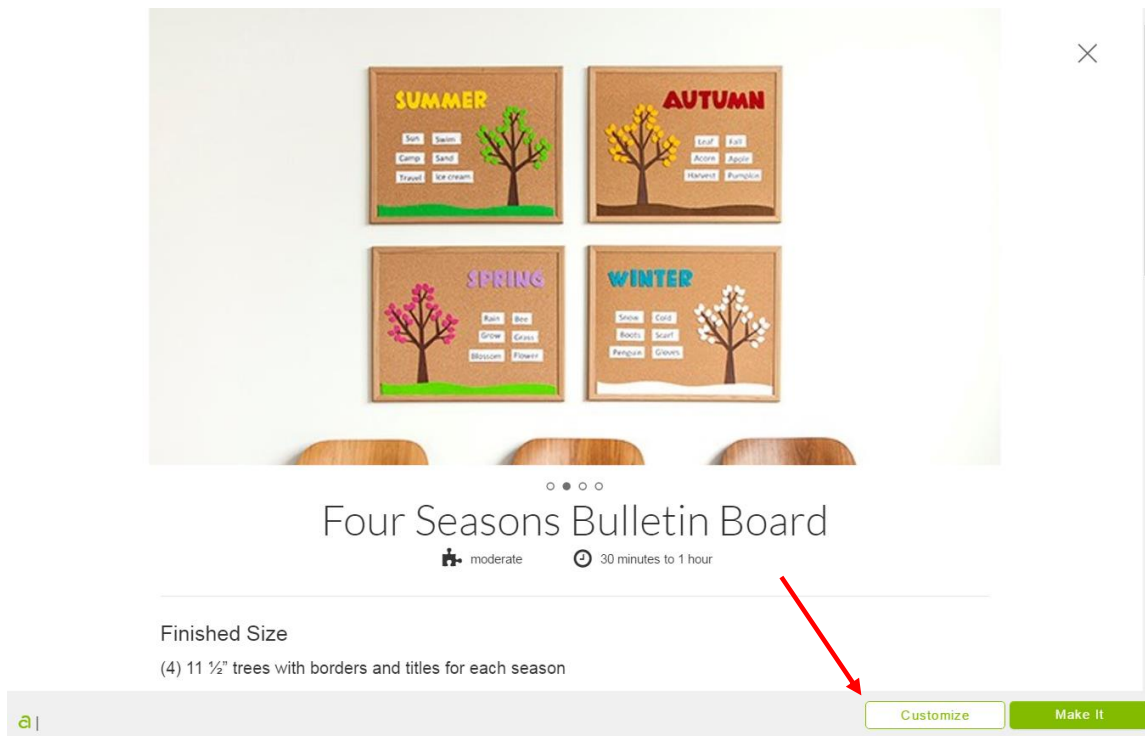 SUMMER
Sun Swim
Camp Sand
Travel Ice cream
AUTUMN
Leaf Fall
Acorn Apple
Harvest Pumpkin
SPRING
Rain Bee
Grow Grass
Blossom Flower
WINTER
Snow Cold
Boots Scarf
Penguin Gloves
Four Seasons Bulletin Board
moderate 30 minutes to 1 hour
Finished Size
(4) 11 ½” trees with borders and titles for each season
a |
Customize Make It